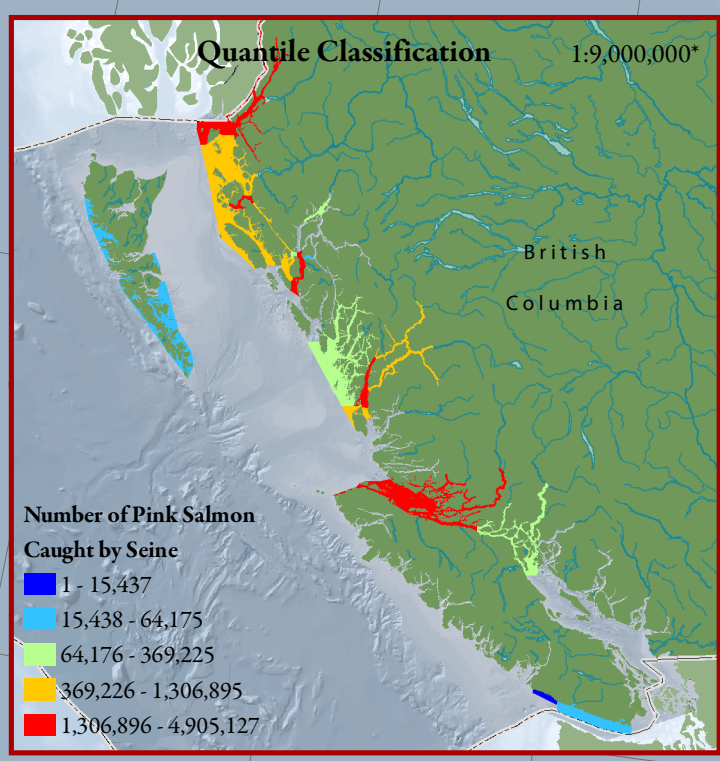 Quantile Classification
1:9,000,000*
British
Columbia
Number of Pink Salmon
Caught by Seine
1 - 15,437
15,438 - 64,175
64,176 - 369,225
369,226 - 1,306,895
1,306,896 - 4,905,127